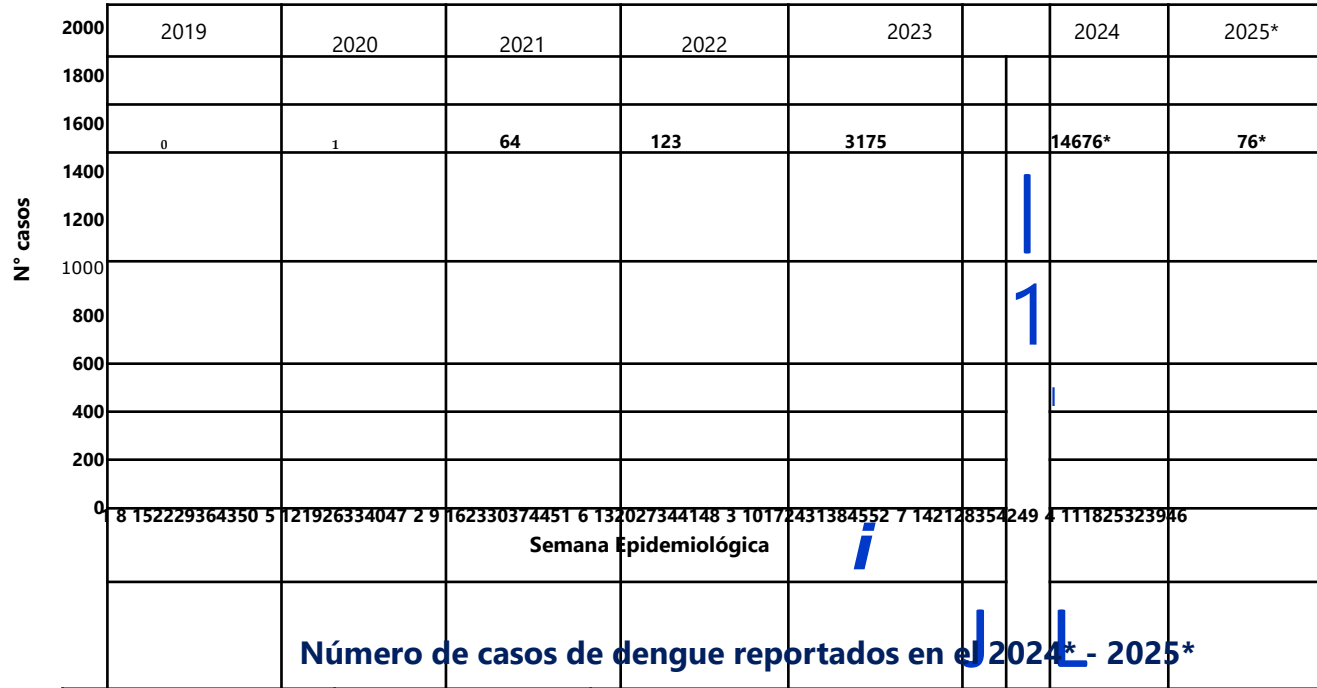 2000 2019 2020 2021 2022 2023 2024 2025*
1800
1600
0 1 64 123 3175 14676* 76*
1400
1200
N° casos
1000
800
600
400
200
0
1 8 152229364350 5 121926334047 2 9 162330374451 6 132027344148 3 101724313845 52 7 142128354249 4 111825323946
Semana Epidemiológica
Número de casos de dengue reportados en el 2024* - 2025*